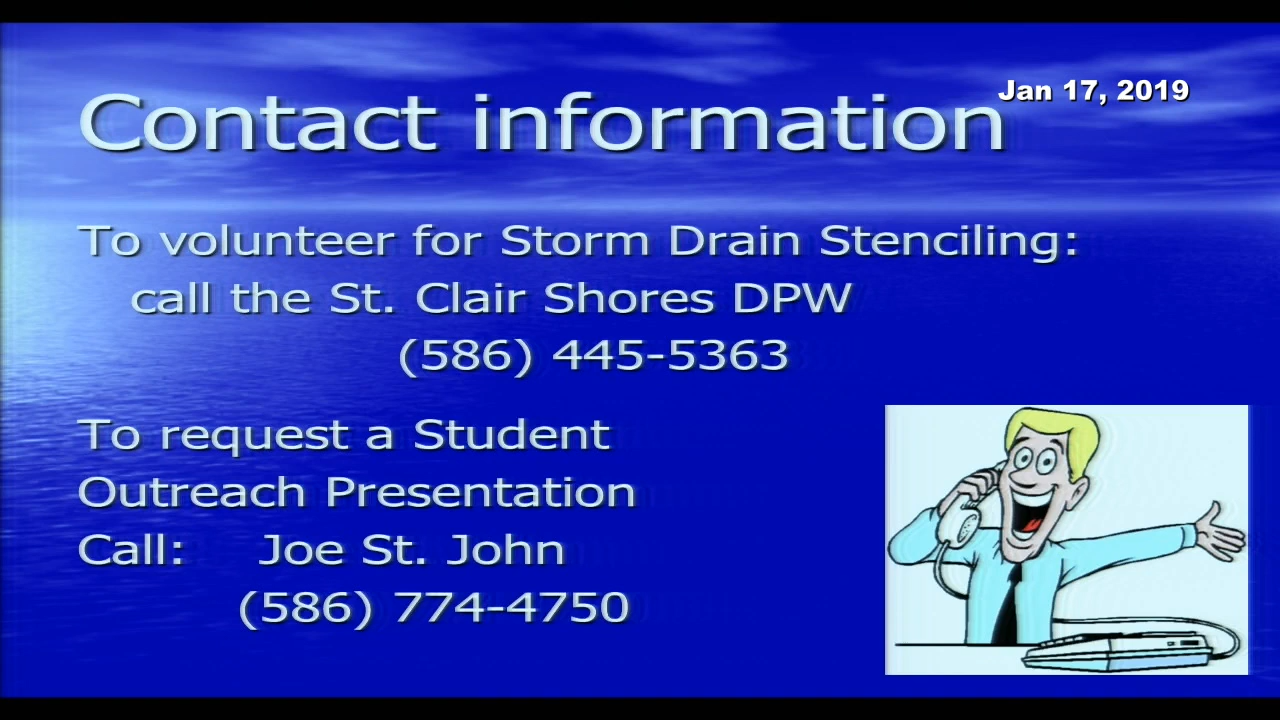 Jan 17, 2019
Contact information
To volunteer for Storm Drain Stenciling:
call the St. Clair Shores DPW
(586) 445-5363
To request a Student
Outreach Presentation
Call: Joe St. John
(586) 774-4750